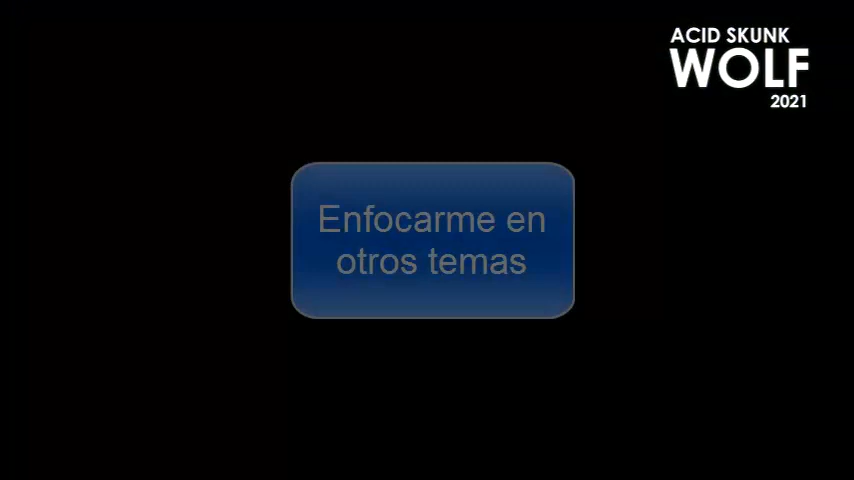 ACID SKUNK
WOLF
2021
Enfocarme en
otros temas